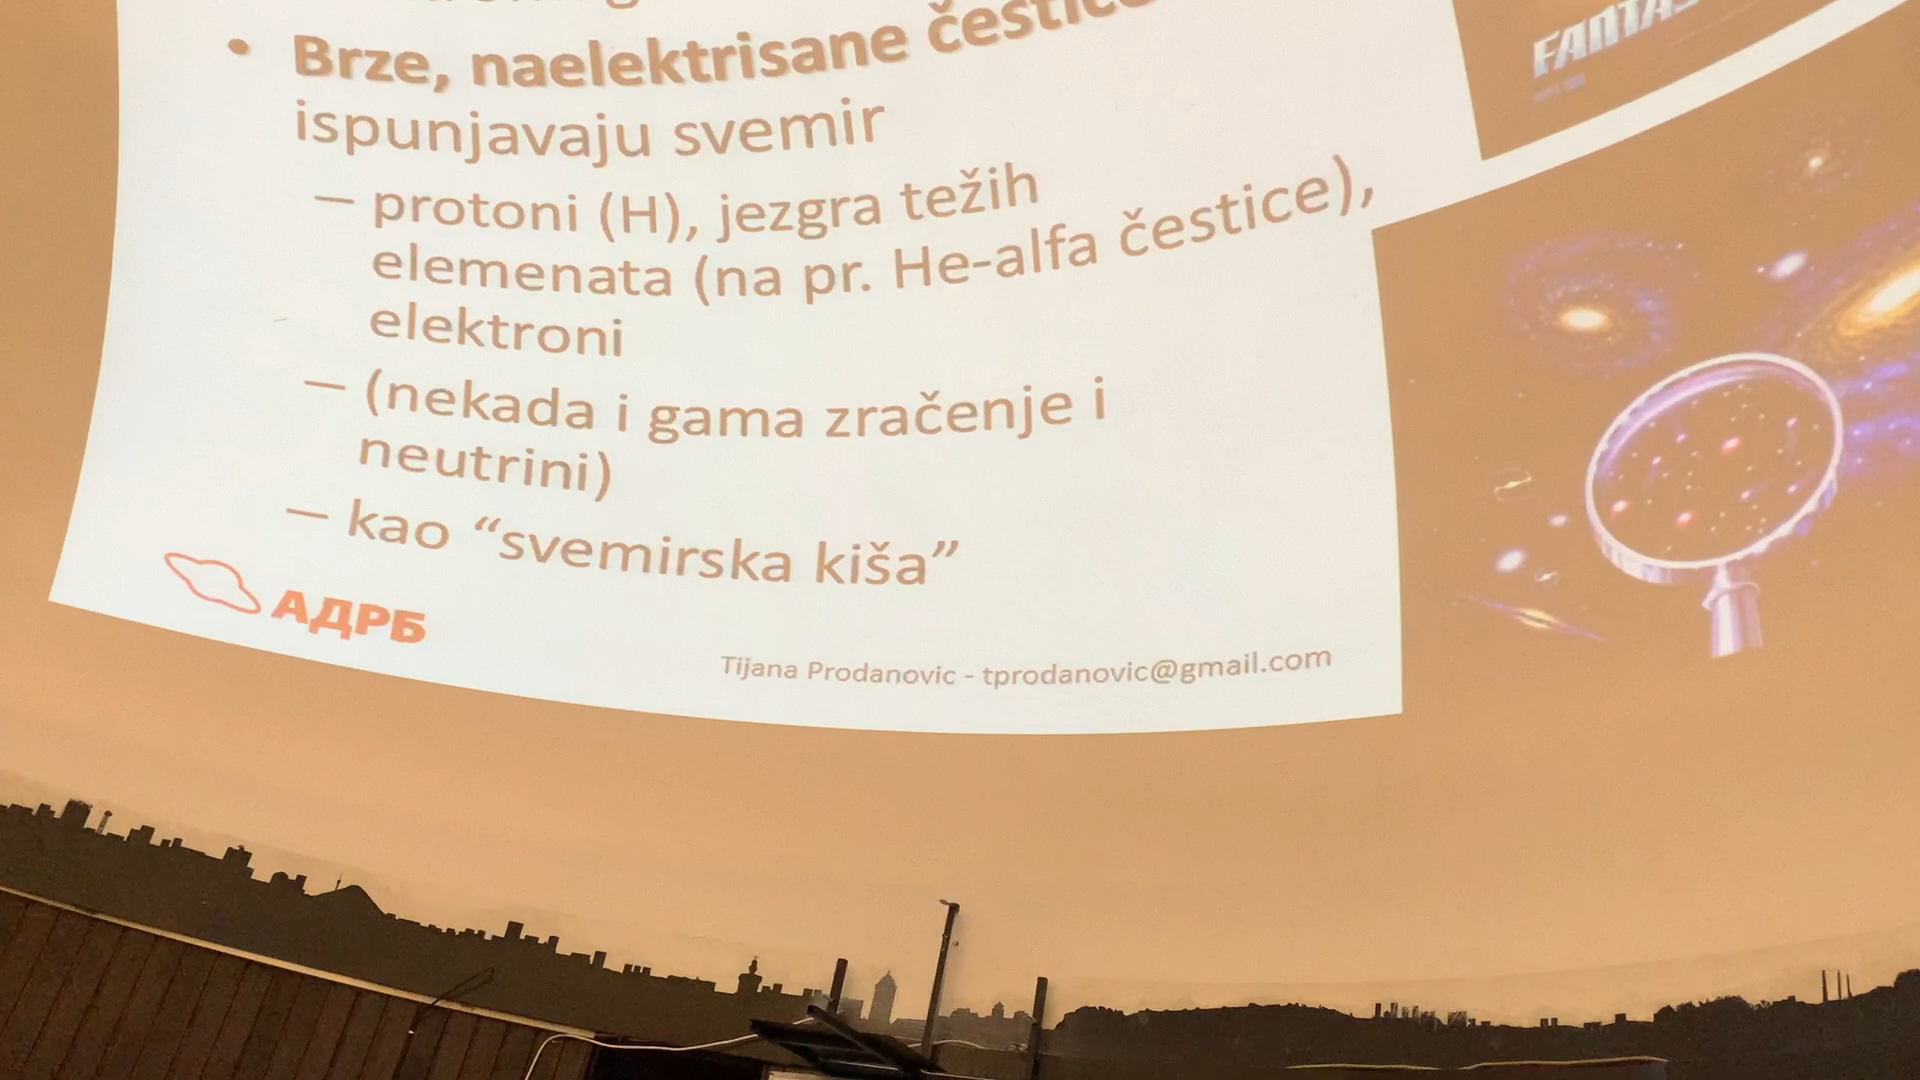 Brze, naelektrisane čestice
ispunjavaju svemir
– protoni (H), jezgra težih
elemenata (na pr. He-alfa čestice),
elektroni
– (nekada i gama zračenje i
neutrini)
– kao “svemirska kiša”
АДРБ
Tijana Prodanovic - tprodanovic@gmail.com